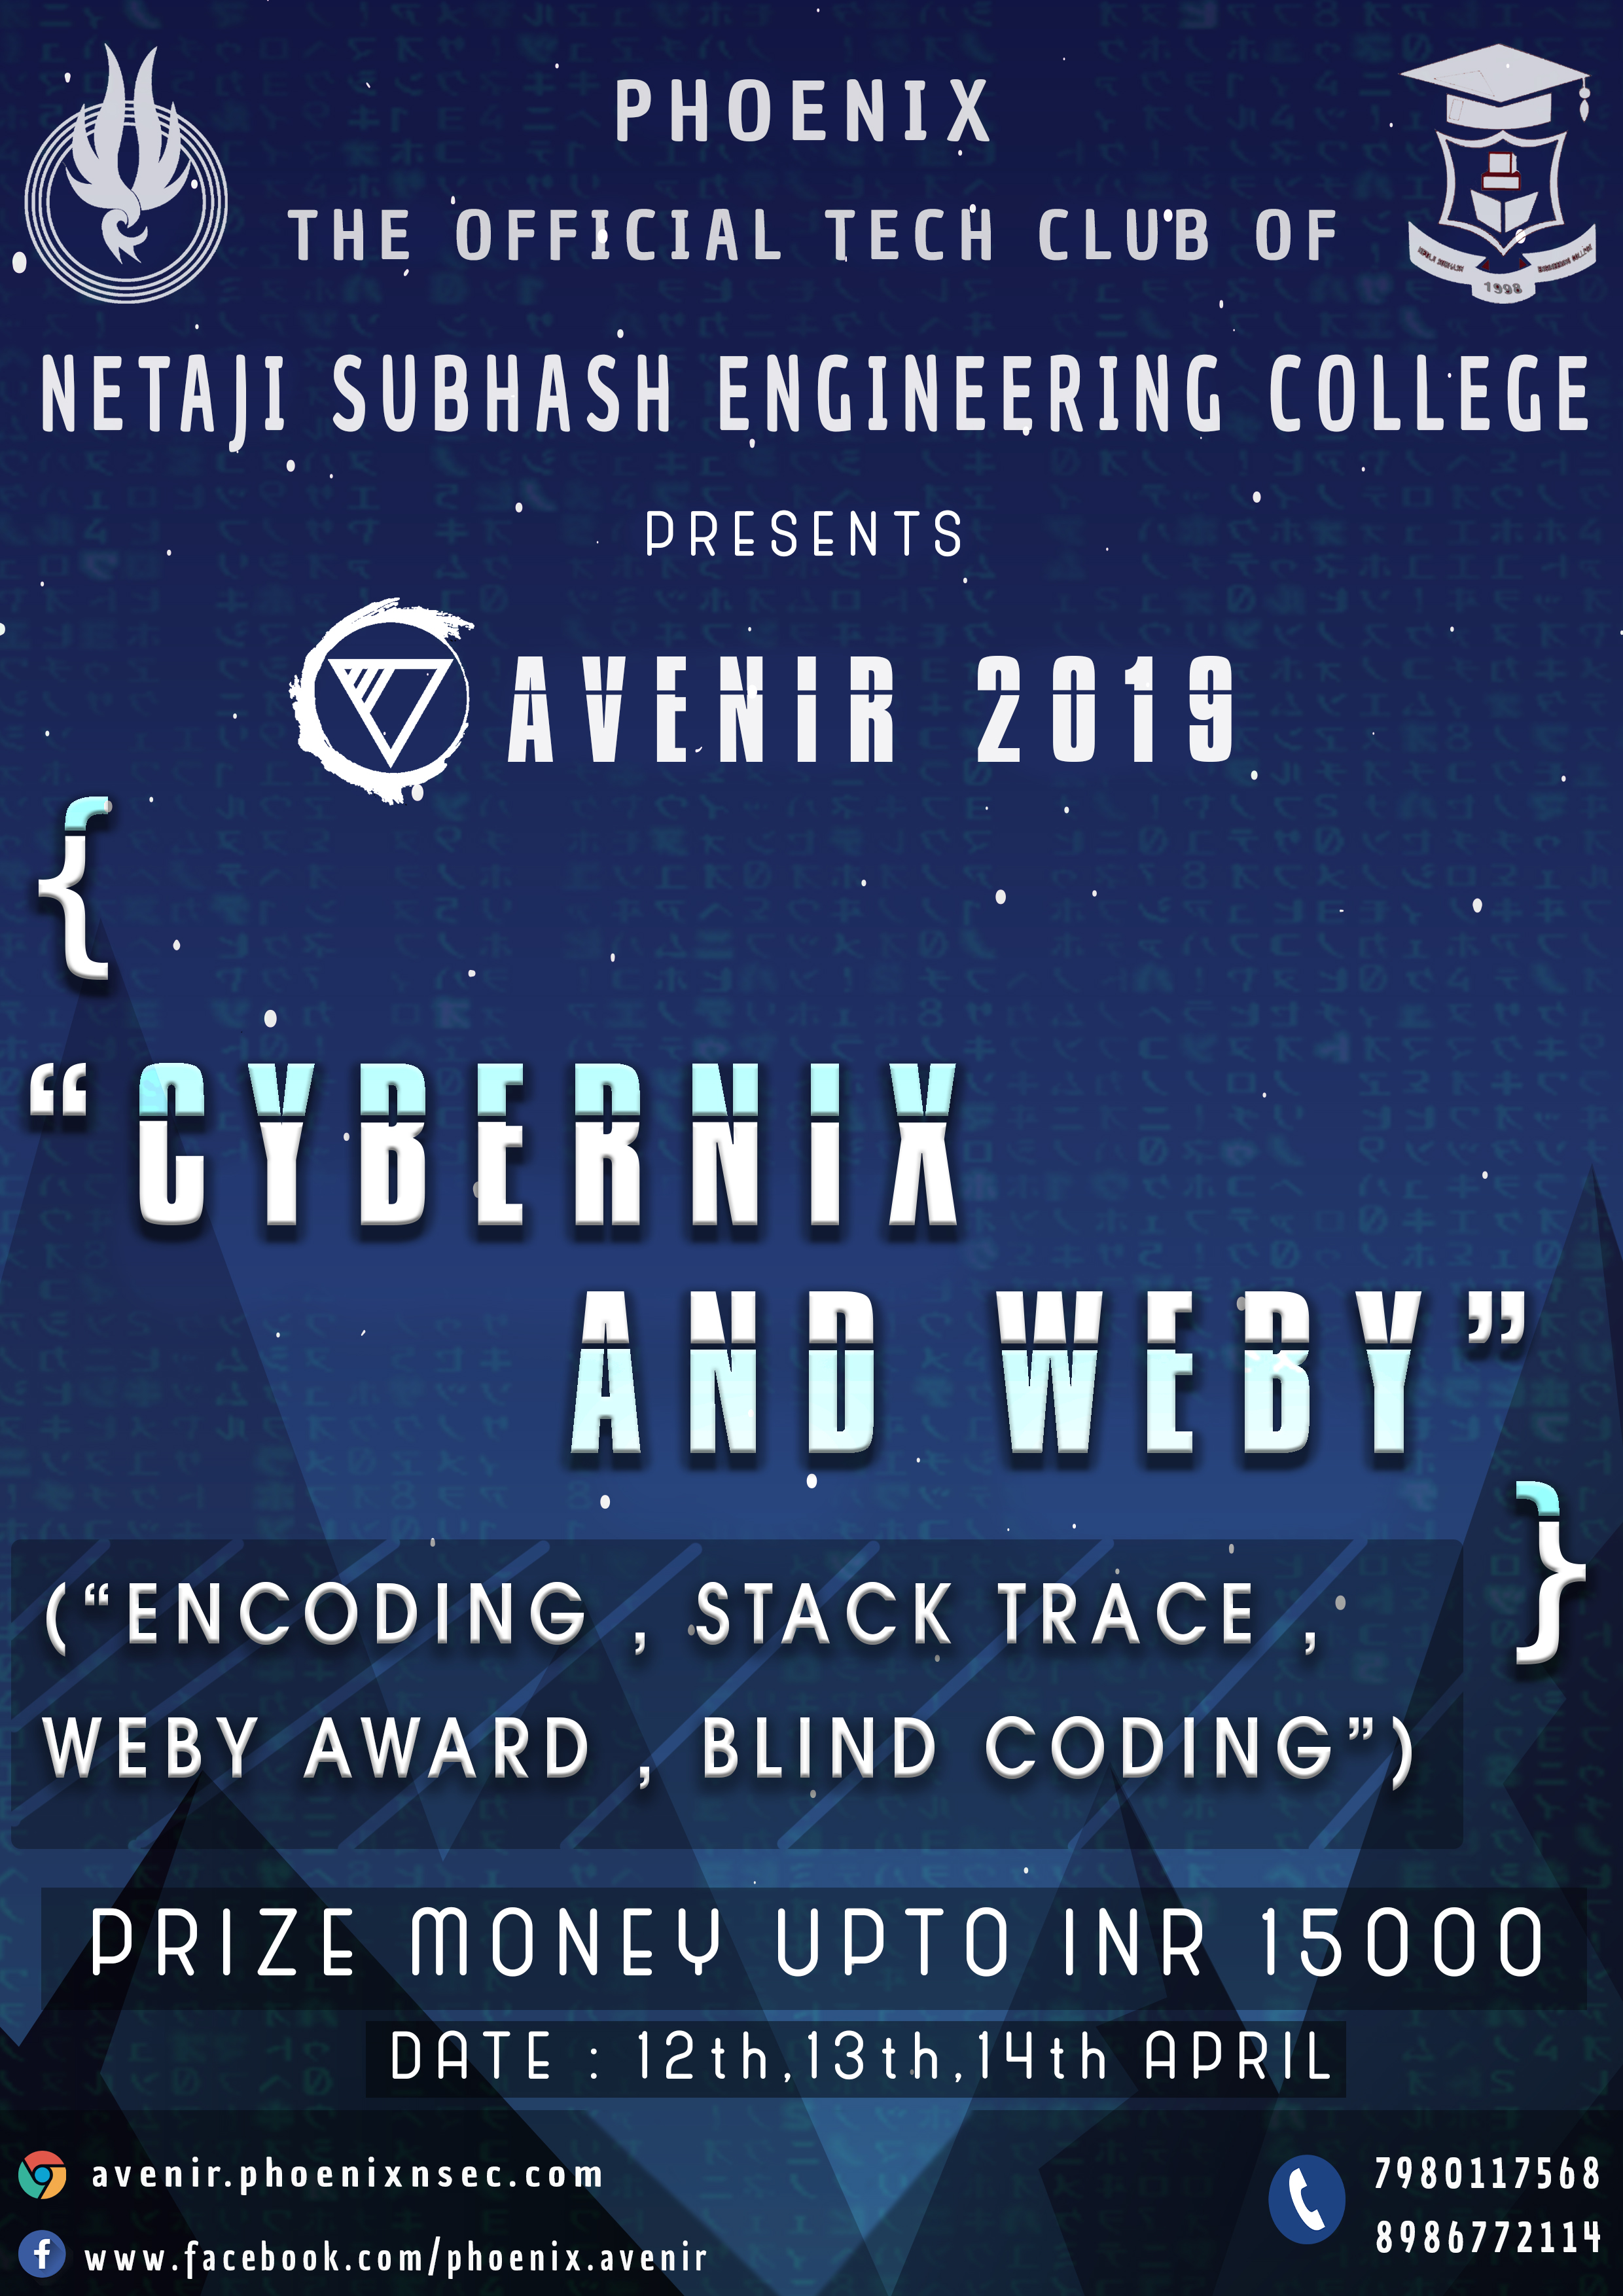 PHOENIX
THE OFFICIAL TECH CLUB OF
1998
NETAJI SUBHASH ENGINEERING COLLEGE
PRESENTS
AVENIR 2019
{
“CYBERNIX
AND WEBY”
}
(“ENCODING , STACK TRACE ,
WEBY AWARD , BLIND CODING”)
PRIZE MONEY UPTO INR 15000
DATE : 12th,13th,14th APRIL
avenir.phoenixnsec.com
www.facebook.com/phoenix.avenir
7980117568
8986772114